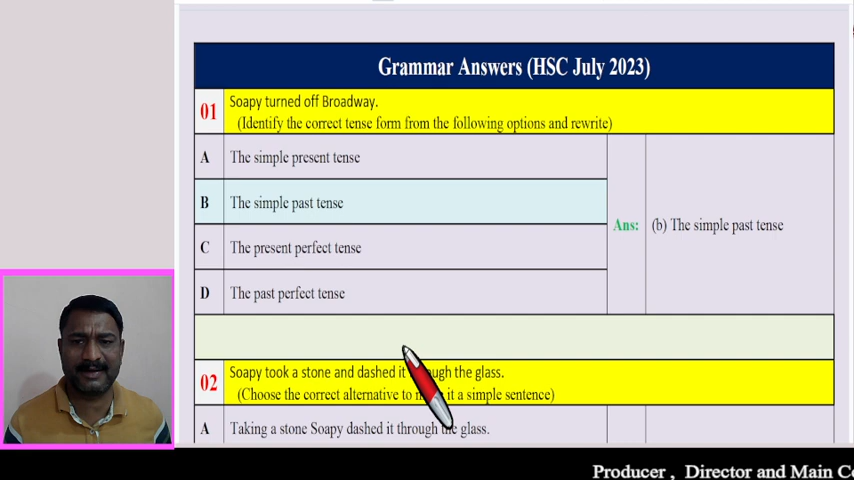 Grammar Answers (HSC July 2023)
01 Soapy turned off Broadway.
(Identify the correct tense form from the following options and rewrite)
A The simple present tense
B The simple past tense
Ans: (b) The simple past tense
C The present perfect tense
D The past perfect tense
02 Soapy took a stone and dashed it the glass.
(Choose the correct alternative to it a simple sentence)
A Taking a stone Soapy dashed it through the glass.
Producer , Director and Main